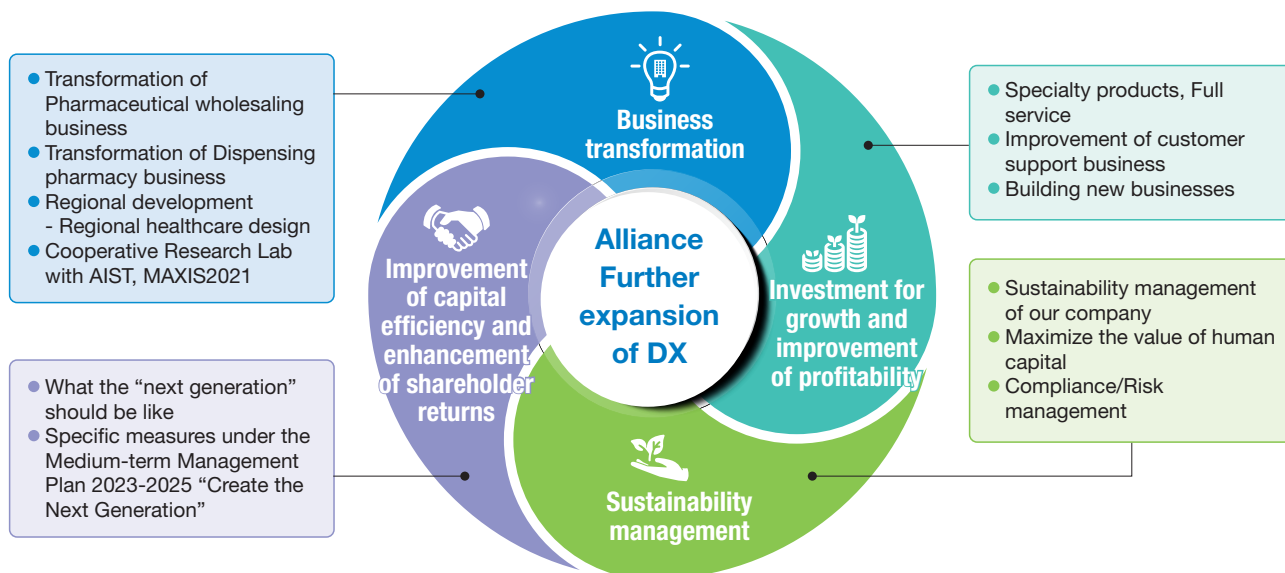 Transformation of
Pharmaceutical wholesaling
business
Transformation of Dispensing
pharmacy business
Regional development
- Regional healthcare design
Cooperative Research Lab
with AIST, MAXIS2021
What the “next generation”
should be like
Specific measures under the
Medium-term Management
Plan 2023-2025 “Create the
Next Generation”
Business
transformation
Improvement
of capital
efficiency and
enhancement
of shareholder
returns
Alliance
Further
expansion
of DX
Investment for
growth and
improvement
of profitability
Sustainability
management
Specialty products, Full
service
Improvement of customer
support business
Building new businesses
Sustainability management
of our company
Maximize the value of human
capital
Compliance/Risk
management